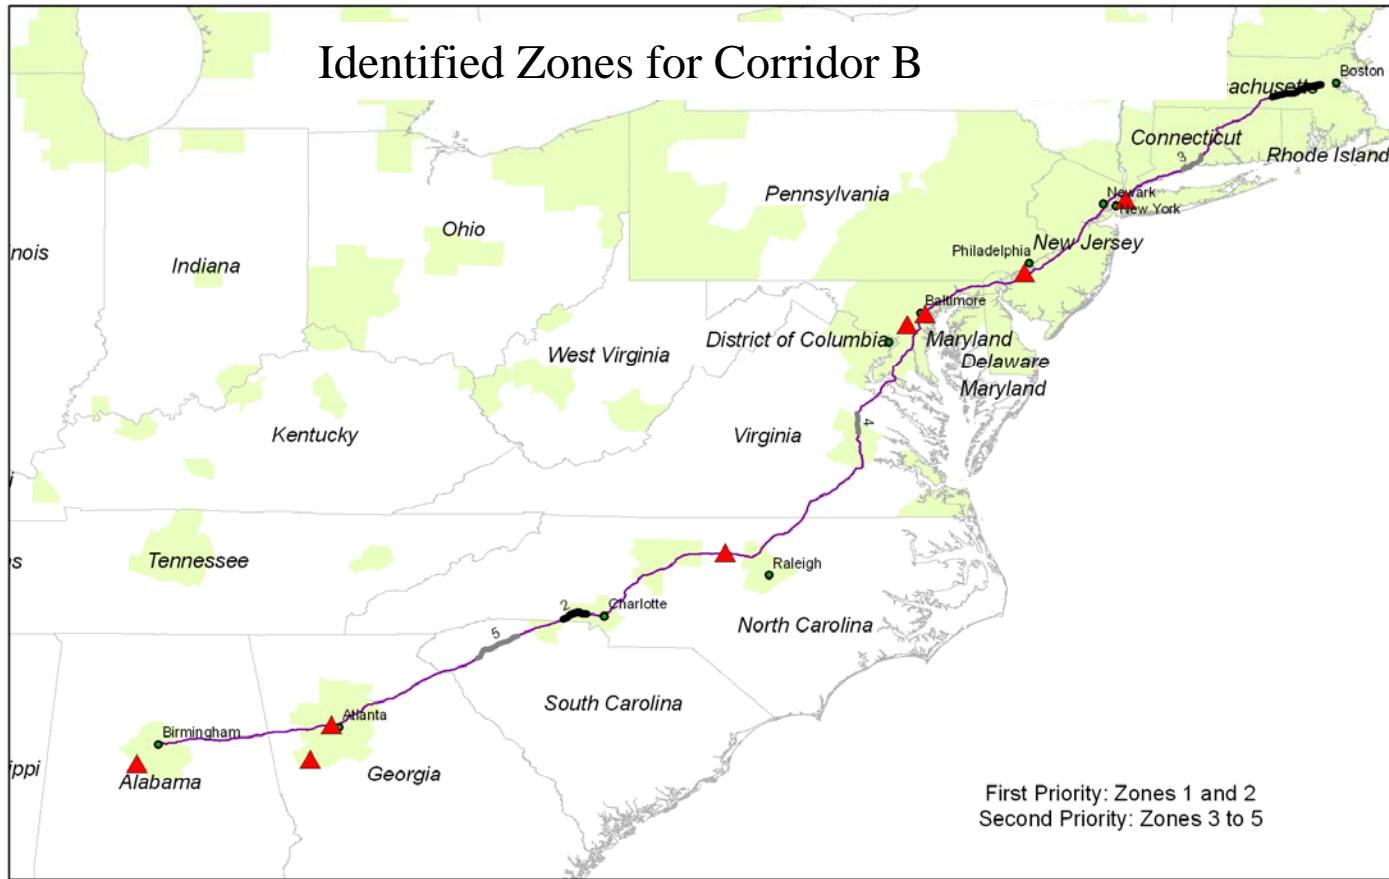 Identified Zones for Corridor B
Boston
sachusetts
Connecticut
3
Rhode Island
Pennsylvania
Newark
New York
Ohio
nois
Indiana
Philadelphia
New Jersey
Baltimore
District of Columbia
Maryland
West Virginia
Delaware
Maryland
4
Kentucky
Virginia
Tennessee
Raleigh
2
Charlotte
North Carolina
5
South Carolina
Atlanta
Birmingham
ippi
Alabama
Georgia
First Priority: Zones 1 and 2
Second Priority: Zones 3 to 5